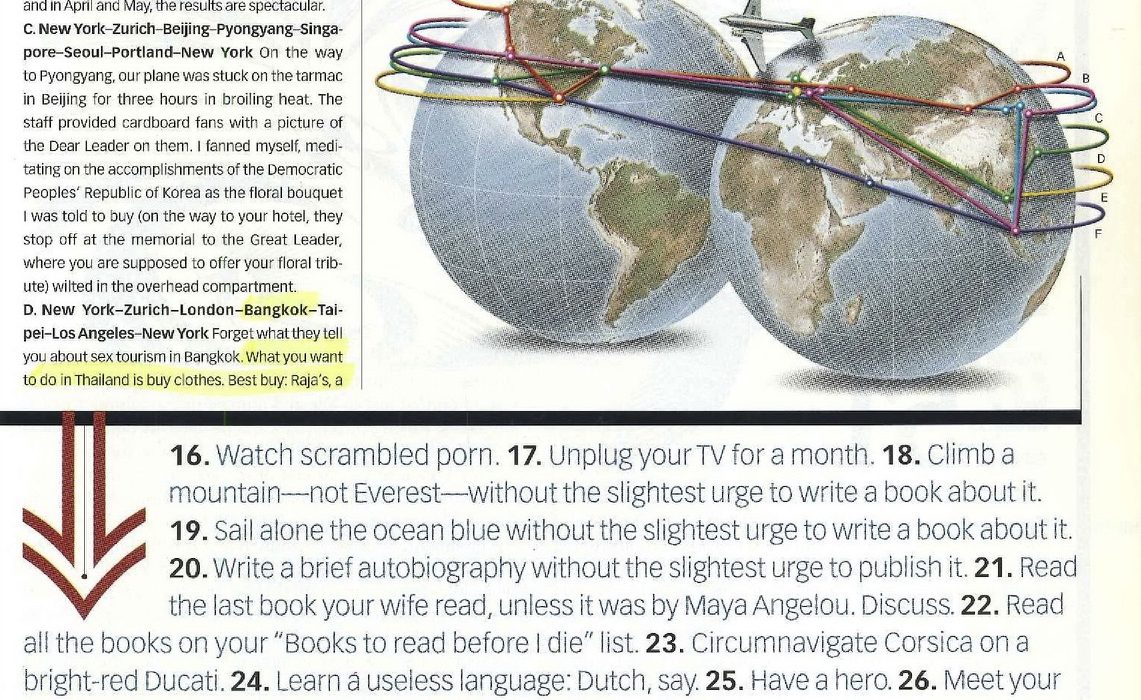 and in April and May, the results are spectacular.
C. New York–Zurich–Beijing–Pyongyang–Singa-
pore–Seoul–Portland–New York On the way
to Pyongyang, our plane was stuck on the tarmac
in Beijing for three hours in broiling heat. The
staff provided cardboard fans with a picture of
the Dear Leader on them. I fanned myself, medi-
tating on the accomplishments of the Democratic
Peoples’ Republic of Korea as the floral bouquet
I was told to buy (on the way to your hotel, they
stop off at the memorial to the Great Leader,
where you are supposed to offer your floral trib-
ute) wilted in the overhead compartment.
D. New York–Zurich–London–Bangkok–Tai-
pei–Los Angeles–New York Forget what they tell
you about sex tourism in Bangkok. What you want
to do in Thailand is buy clothes. Best buy: Raja’s, a
A
B
C
D
E
F
16. Watch scrambled porn. 17. Unplug your TV for a month. 18. Climb a
mountain—not Everest—without the slightest urge to write a book about it.
19. Sail alone the ocean blue without the slightest urge to write a book about it.
20. Write a brief autobiography without the slightest urge to publish it. 21. Read
the last book your wife read, unless it was by Maya Angelou. Discuss. 22. Read
all the books on your “Books to read before I die” list. 23. Circumnavigate Corsica on a
bright-red Ducati. 24. Learn a useless language: Dutch, say. 25. Have a hero. 26. Meet your